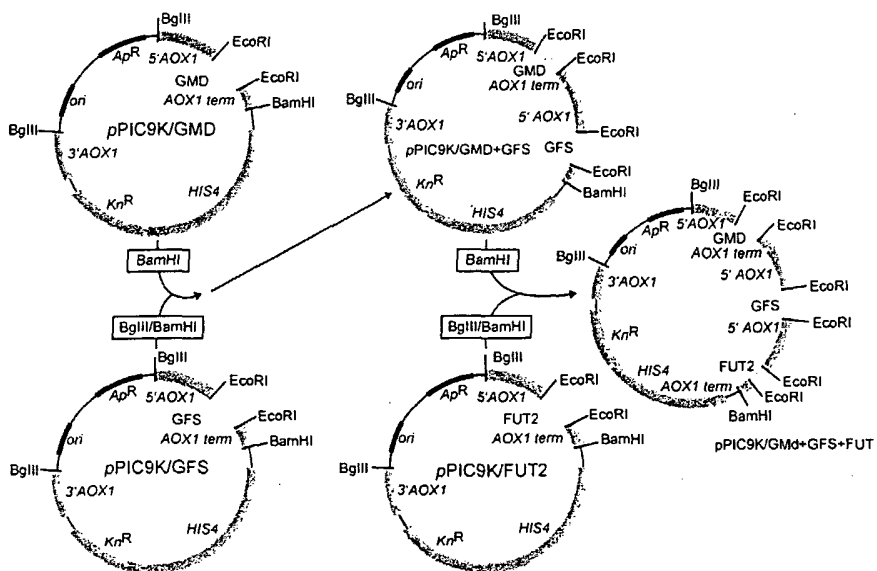 BglII
EcoRI
ApR
5'AOX1
GMD
EcoRI
AOX1 term
BamHI
ori
BglII
pPIC9K/GMD
3'AOX1
HIS4
KnR
BamHI
BglII/BamHI
BglII
EcoRI
ApR
5'AOX1
GFS
EcoRI
AOX1 term
BamHI
ori
BglII
pPIC9K/GFS
3'AOX1
HIS4
KnR
BglII
EcoRI
ApR
5'AOX1
GMD
EcoRI
AOX1 term
ori
BglII
5' AOX1
3'AOX1
EcoRI
pPIC9K/GMD+GFS
GFS
EcoRI
KnR
BamHI
HIS4
BamHI
BglII/BamHI
BglII
EcoRI
ApR
5'AOX1
FUT2
EcoRI
AOX1 term
BamHI
ori
BglII
pPIC9K/FUT2
3'AOX1
HIS4
KnR
BglII
EcoRI
ApR
5'AOX1
GMD
EcoRI
AOX1 term
ori
BglII
5' AOX1
3'AOX1
EcoRI
GFS
5' AOX1
EcoRI
KnR
FUT2
HIS4
AOX1 term
EcoRI
EcoRI
BamHI
pPIC9K/GMd+GFS+FUT